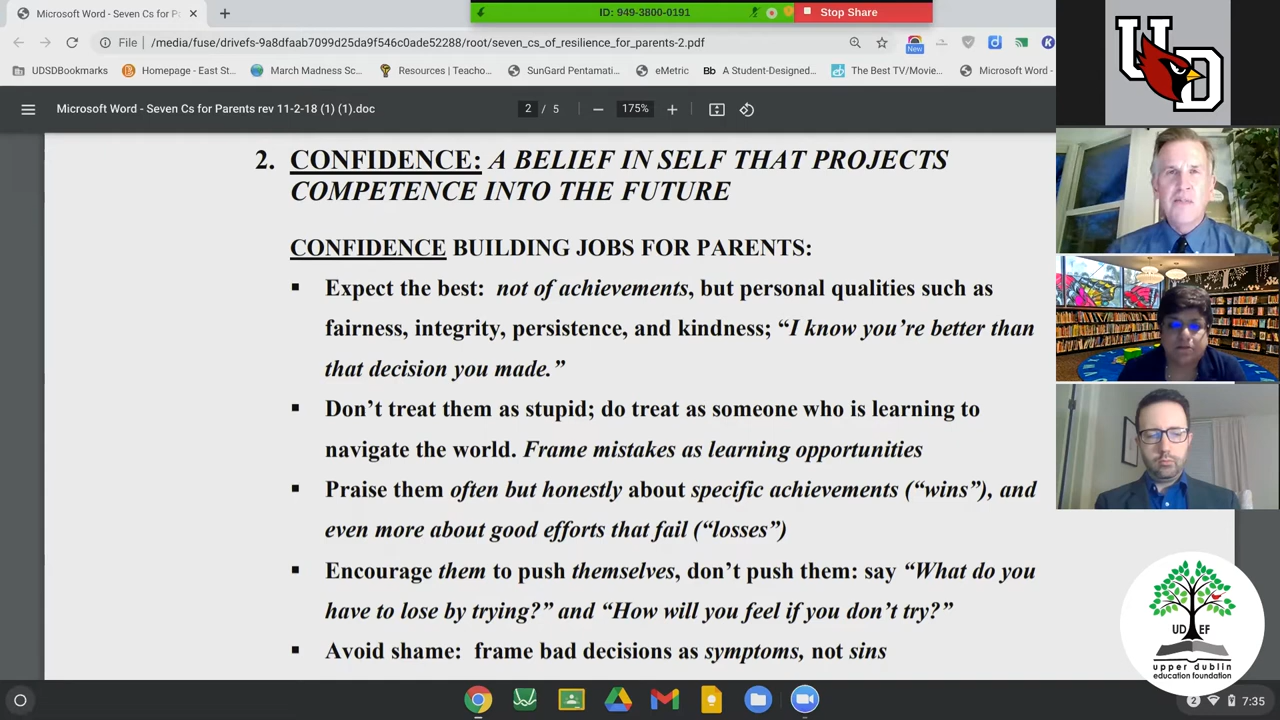 Microsoft Word - Seven Cs for P
ID: 949-3800-0191
Stop Share
File
/media/fuse/drivefs-9a8dfadb7099d25da9f546c0ade52e88/root/seven_cs_of_resilience_for_parents-2.pdf
New
UDSDBookmarks
Homepage - East St...
March Madness Sc...
Resources | Texas...
SunGard Pentamati...
eMetric
Bb A Student-Designed...
The Best TV/Movie...
Microsoft Word - S
Microsoft Word - Seven Cs for Parents rev 11-2-18 (1) (1).doc
2 / 5
175%
2. CONFIDENCE: A BELIEF IN SELF THAT PROJECTS
COMPETENCE INTO THE FUTURE
CONFIDENCE BUILDING JOBS FOR PARENTS:
▪ Expect the best: not of achievements, but personal qualities such as
fairness, integrity, persistence, and kindness; “I know you’re better than
that decision you made.”
▪ Don’t treat them as stupid; do treat as someone who is learning to
navigate the world. Frame mistakes as learning opportunities
▪ Praise them often but honestly about specific achievements (“wins”), and
even more about good efforts that fail (“losses”)
▪ Encourage them to push themselves, don’t push them: say “What do you
have to lose by trying?” and “How will you feel if you don’t try?”
▪ Avoid shame: frame bad decisions as symptoms, not sins
UD
UD EF
upper dublin
education foundation
2
7:35